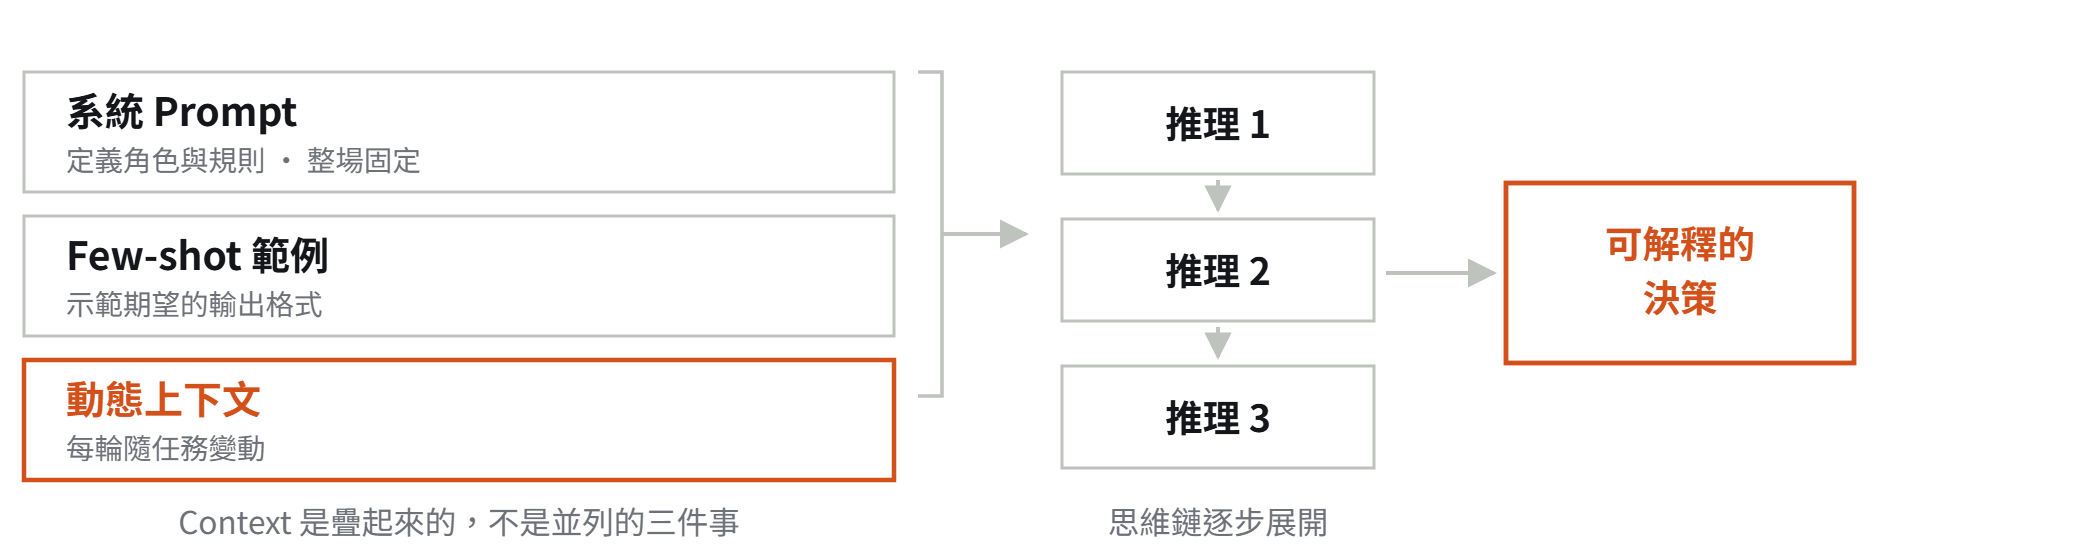 系統 Prompt
定義角色與規則 · 整場固定
Few-shot 範例
示範期望的輸出格式
動態上下文
每輪隨任務變動
Context 是疊起來的，不是並列的三件事
推理 1
推理 2
推理 3
思維鏈逐步展開
可解釋的
決策